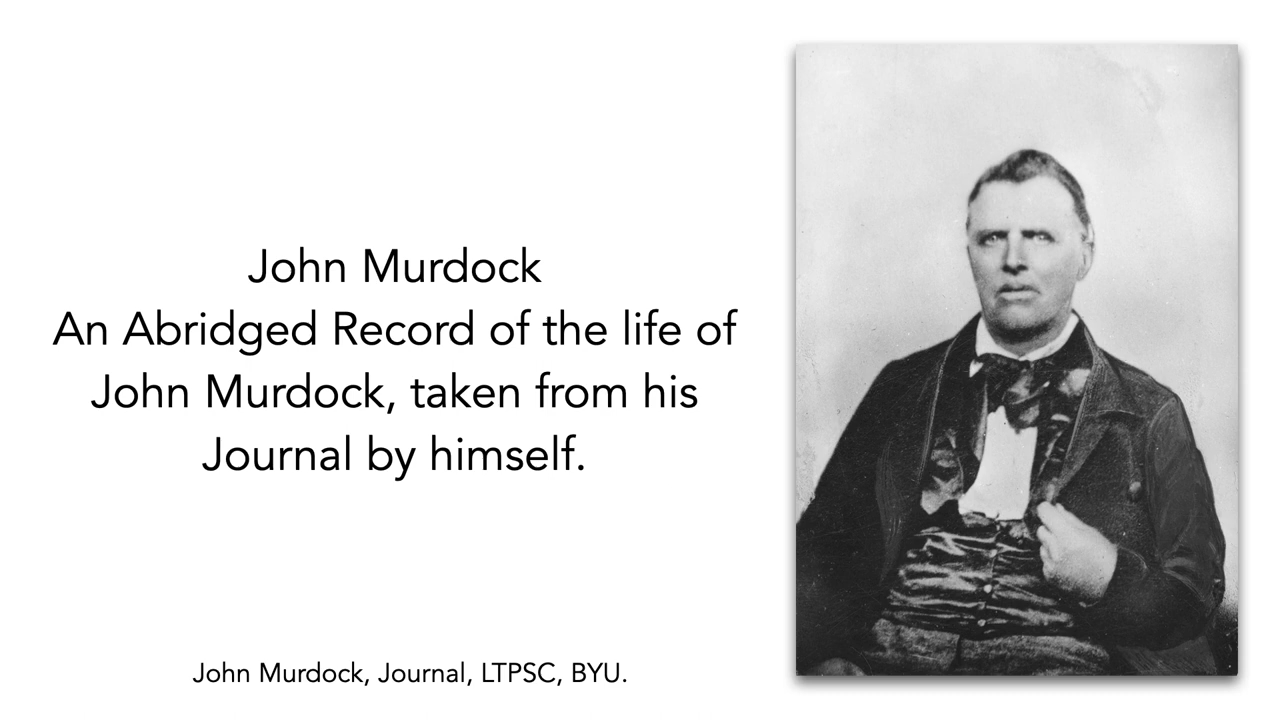 John Murdock
An Abridged Record of the life of
John Murdock, taken from his
Journal by himself.
John Murdock, Journal, LTPSC, BYU.